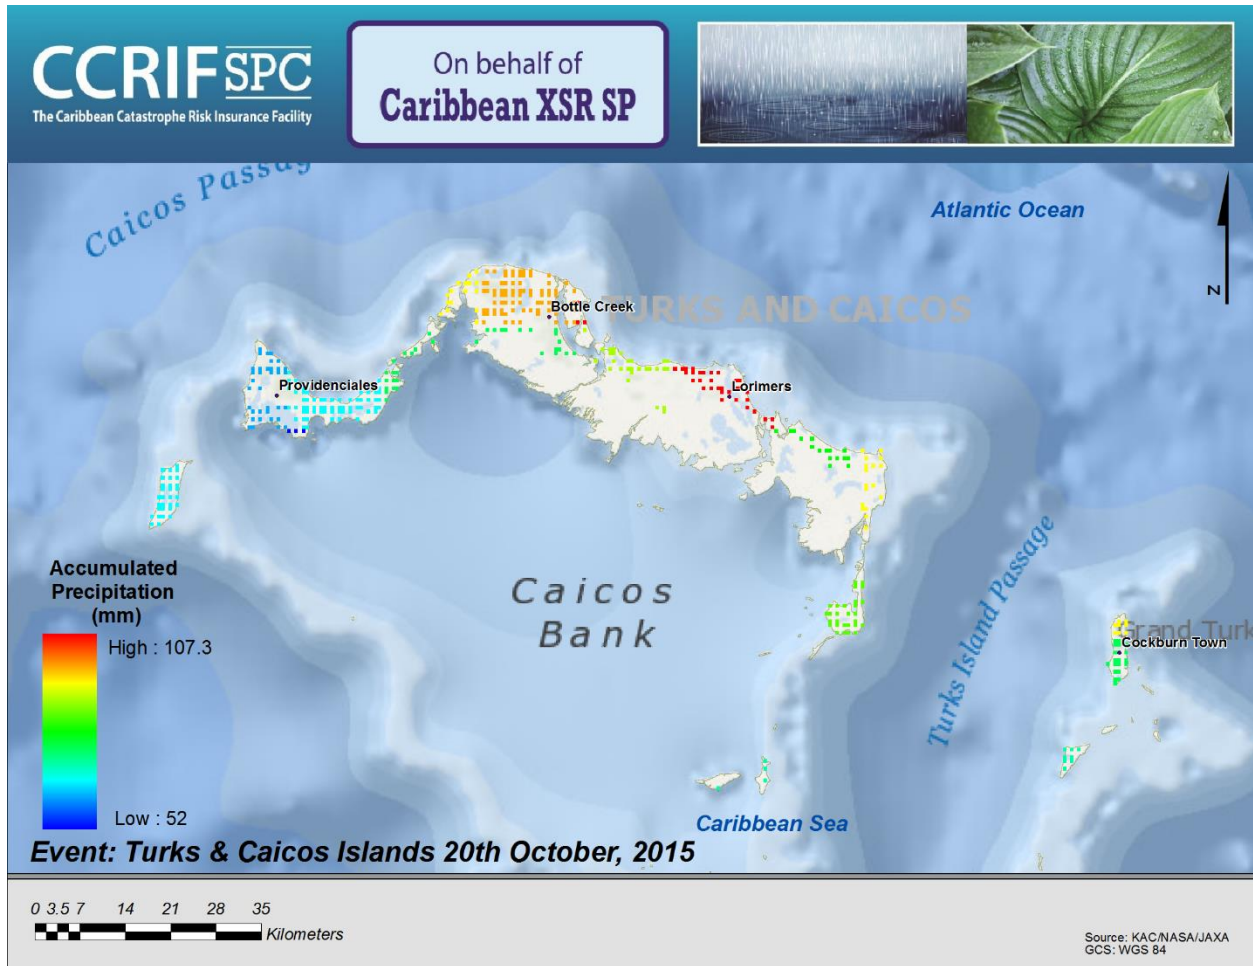 CCRIF SPC
The Caribbean Catastrophe Risk Insurance Facility
On behalf of
Caribbean XSR SP
Caicos Passag
Atlantic Ocean
N
TURKS AND CAICOS
Bottle Creek
Providenciales
Lorimers
Caicos
Bank
Turks Island Passage
Grand Turk
Cockburn Town
Caribbean Sea
Accumulated
Precipitation
(mm)
High : 107.3
Low : 52
Event: Turks & Caicos Islands 20th October, 2015
0 3.5 7 14 21 28 35
Kilometers
Source: KAC/NASA/JAXA
GCS: WGS 84